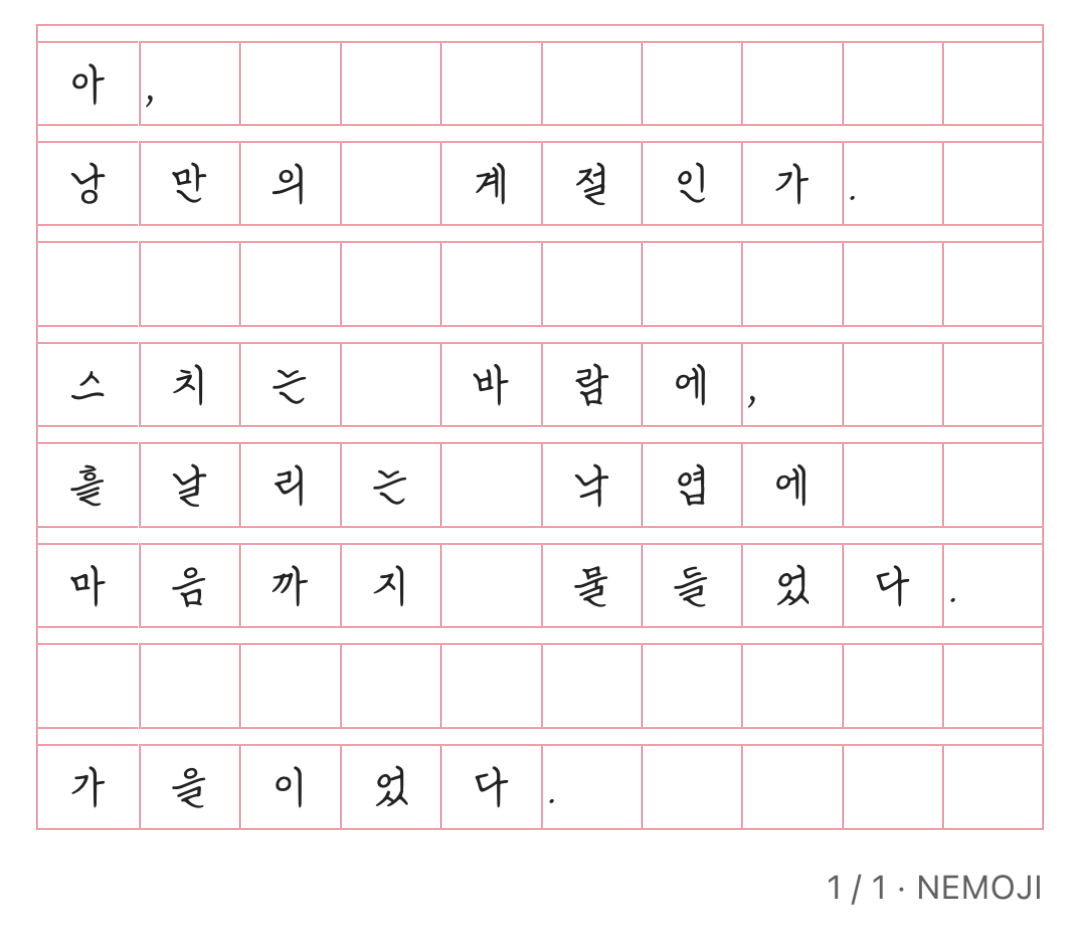 아,
낭만의 계절인가.
스치는 바람에,
흩날리는 낙엽에
마음까지 물들었다.
가을이었다.
1 / 1 · NEMOJI